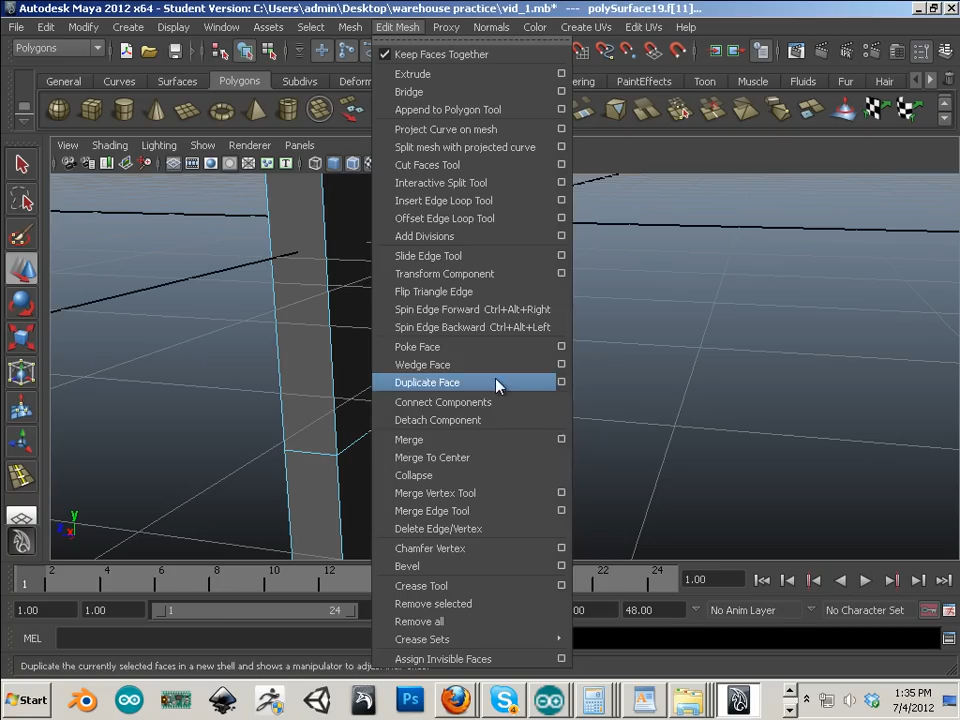 Autodesk Maya 2012 x64 - Student Version: C:\Users\admin\Desktop\warehouse practice\vid_1.mb* --- polySurface19.f[11]...
File Edit Modify Create Display Window Assets Select Mesh Edit Mesh Proxy Normals Color Create UVs Edit UVs Help
Polygons
General Curves Surfaces Polygons Subdivs Deform ering PaintEffects Toon Muscle Fluids Fur Hair
View Shading Lighting Show Renderer Panels
Keep Faces Together
Extrude
Bridge
Append to Polygon Tool
Project Curve on mesh
Split mesh with projected curve
Cut Faces Tool
Interactive Split Tool
Insert Edge Loop Tool
Offset Edge Loop Tool
Add Divisions
Slide Edge Tool
Transform Component
Flip Triangle Edge
Spin Edge Forward Ctrl+Alt+Right
Spin Edge Backward Ctrl+Alt+Left
Poke Face
Wedge Face
Duplicate Face
Connect Components
Detach Component
Merge
Merge To Center
Collapse
Merge Vertex Tool
Merge Edge Tool
Delete Edge/Vertex
Chamfer Vertex
Bevel
Crease Tool
Remove selected
Remove all
Crease Sets
Assign Invisible Faces
y
x
1 2 4 6 8 10 12 22 24 1.00
1.00 1.00 1 24 48.00 No Anim Layer No Character Set
MEL
Duplicate the currently selected faces in a new shell and shows a manipulator to adjust
Start
Ps
S 4
1:35 PM
7/4/2012